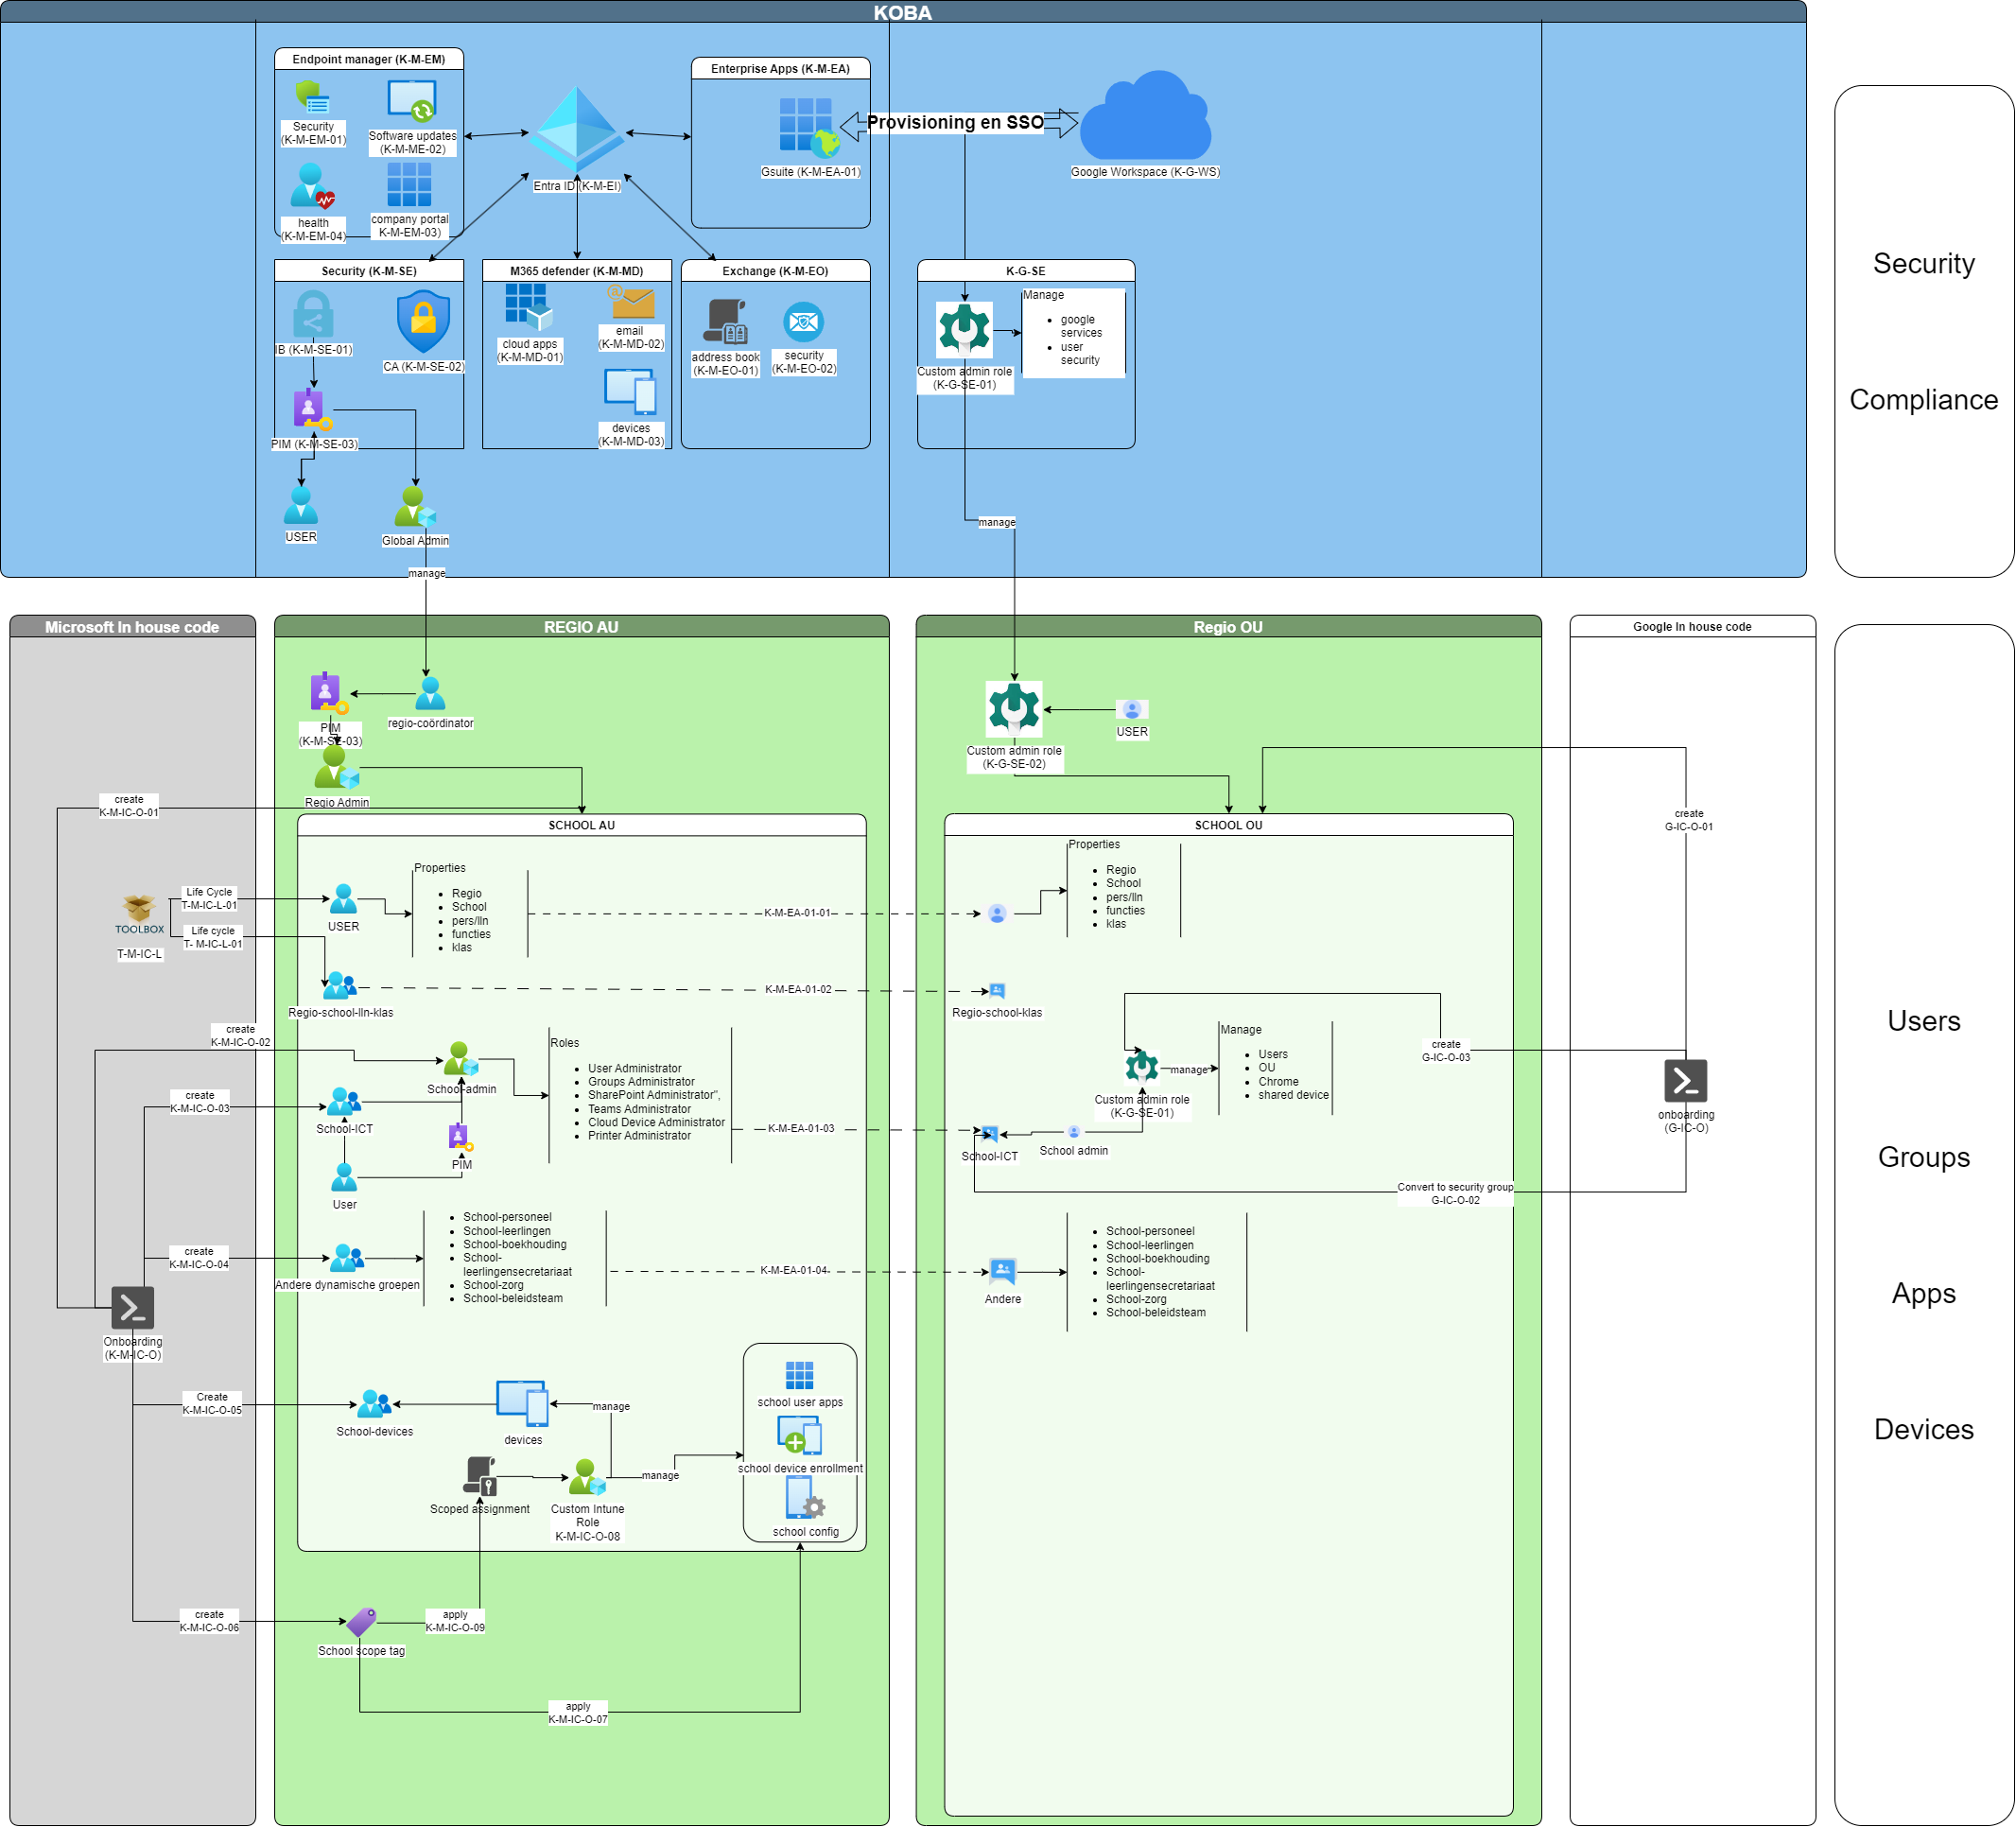 KOBA
Endpoint manager (K-M-EM)
Security
(K-M-EM-01)
Software updates
(K-M-ME-02)
health
(K-M-EM-04)
company portal
K-M-EM-03)
Entra ID (K-M-EI)
Enterprise Apps (K-M-EA)
Gsuite (K-M-EA-01)
Provisioning en SSO
Google Workspace (K-G-WS)
Security (K-M-SE)
IB (K-M-SE-01)
CA (K-M-SE-02)
PIM (K-M-SE-03)
M365 defender (K-M-MD)
cloud apps
(K-M-MD-01)
email
(K-M-MD-02)
devices
(K-M-MD-03)
Exchange (K-M-EO)
address book
(K-M-EO-01)
security
(K-M-EO-02)
K-G-SE
Custom admin role
(K-G-SE-01)
Manage
google
services
user
security
USER
Global Admin
manage
manage
Security
Compliance
Microsoft In house code
REGIO AU
Regio OU
Google In house code
PIM
(K-M-SE-03)
regio-coördinator
Regio Admin
Custom admin role
(K-G-SE-02)
USER
create
K-M-IC-O-01
create
G-IC-O-01
SCHOOL AU
SCHOOL OU
TOOLBOX
T-M-IC-L
Life Cycle
T-M-IC-L-01
Life cycle
T- M-IC-L-01
USER
Properties
Regio
School
pers/lln
functies
klas
K-M-EA-01-01
Properties
Regio
School
pers/lln
functies
klas
Regio-school-lln-klas
K-M-EA-01-02
Regio-school-klas
create
K-M-IC-O-02
School-admin
Roles
User Administrator
Groups Administrator
SharePoint Administrator",
Teams Administrator
Cloud Device Administrator
Printer Administrator
create
K-M-IC-O-03
School-ICT
PIM
User
K-M-EA-01-03
School-ICT
School admin
Custom admin role
(K-G-SE-01)
manage
Manage
Users
OU
Chrome
shared device
create
G-IC-O-03
onboarding
(G-IC-O)
Convert to security group
G-IC-O-02
create
K-M-IC-O-04
Andere dynamische groepen
School-personeel
School-leerlingen
School-boekhouding
School-
leerlingensecretariaat
School-zorg
School-beleidsteam
K-M-EA-01-04
Andere
School-personeel
School-leerlingen
School-boekhouding
School-
leerlingensecretariaat
School-zorg
School-beleidsteam
Onboarding
(K-M-IC-O)
Create
K-M-IC-O-05
School-devices
devices
manage
school user apps
school device enrollment
school config
Scoped assignment
Custom Intune
Role
K-M-IC-O-08
manage
create
K-M-IC-O-06
School scope tag
apply
K-M-IC-O-09
apply
K-M-IC-O-07
Users
Groups
Apps
Devices